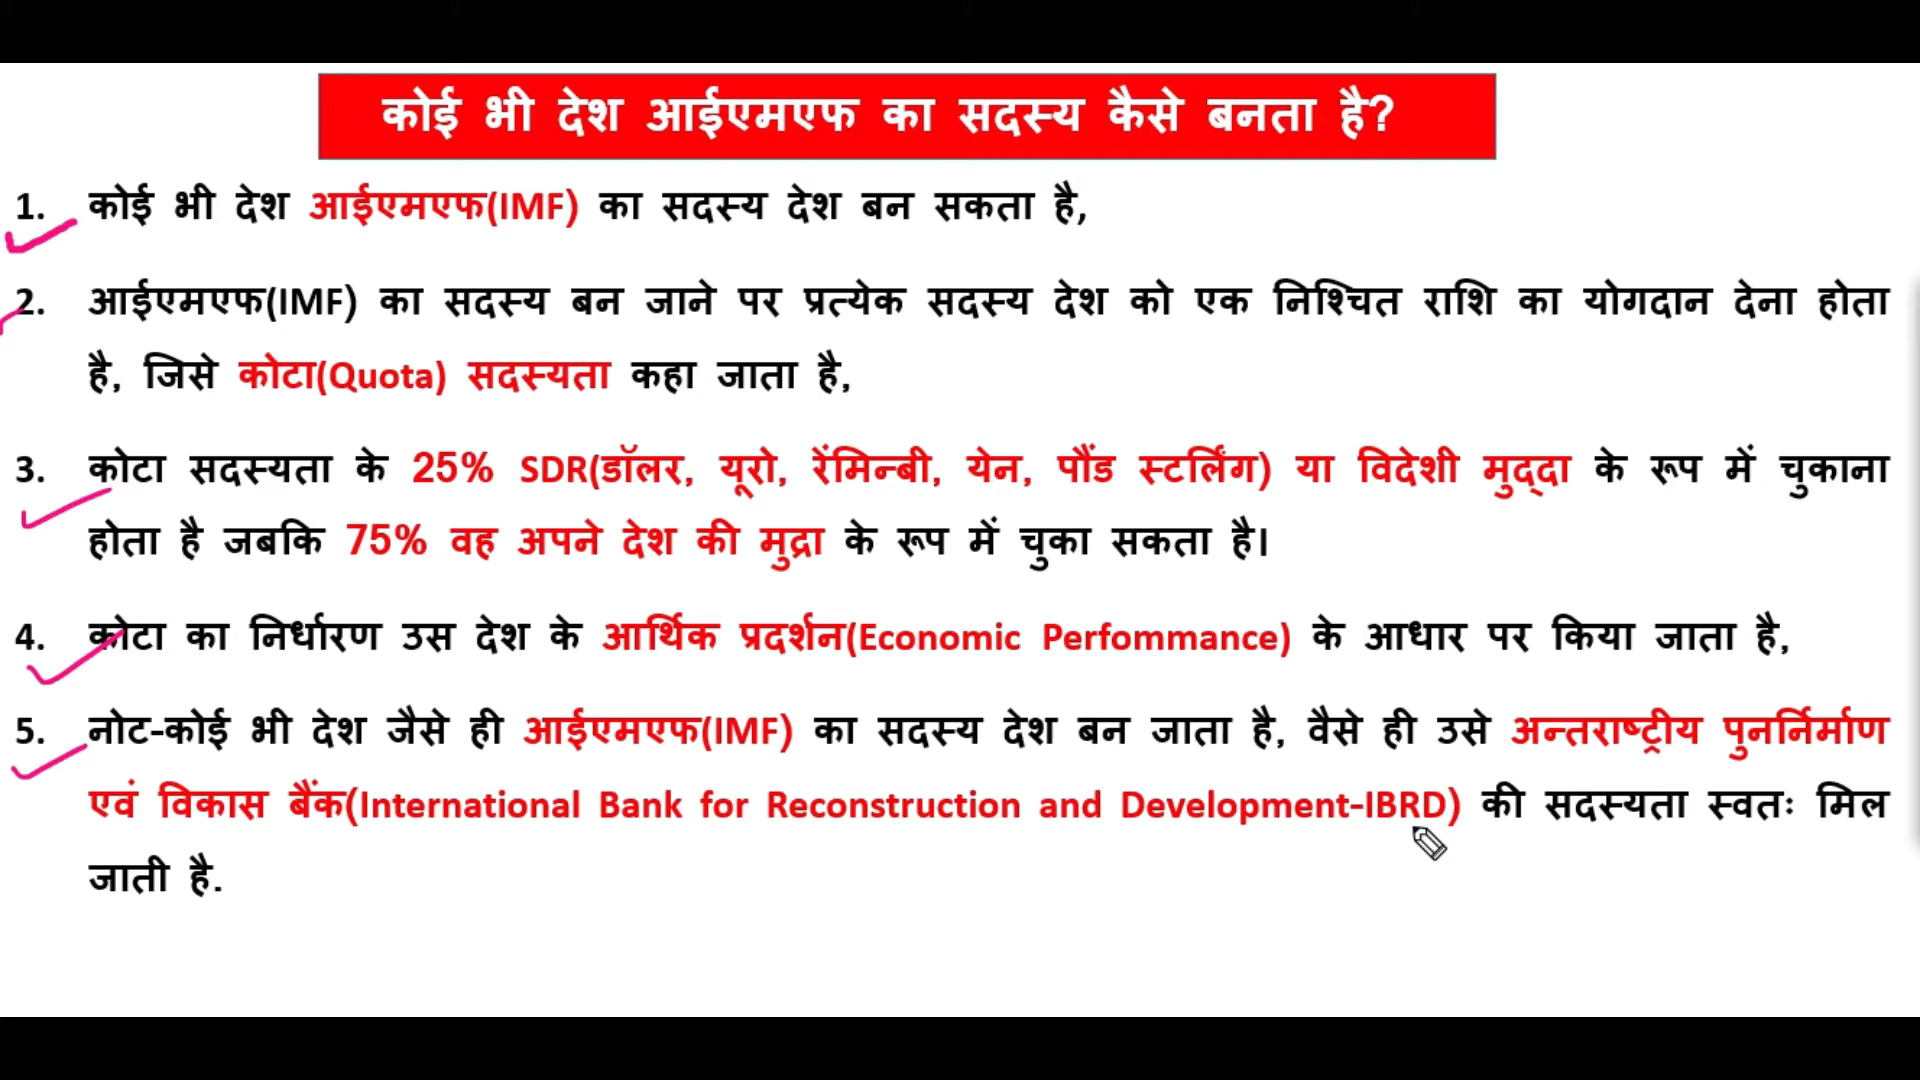 कोई भी देश आईएमएफ का सदस्य कैसे बनता है?
1. कोई भी देश आईएमएफ(IMF) का सदस्य देश बन सकता है,
2. आईएमएफ(IMF) का सदस्य बन जाने पर प्रत्येक सदस्य देश को एक निश्चित राशि का योगदान देना होता
है, जिसे कोटा(Quota) सदस्यता कहा जाता है,
3. कोटा सदस्यता के 25% SDR(डॉलर, यूरो, रेंमिन्बी, येन, पौंड स्टर्लिंग) या विदेशी मुद्‌दा के रूप में चुकाना
होता है जबकि 75% वह अपने देश की मुद्रा के रूप में चुका सकता है।
4. कोटा का निर्धारण उस देश के आर्थिक प्रदर्शन(Economic Perfommance) के आधार पर किया जाता है,
5. नोट-कोई भी देश जैसे ही आईएमएफ(IMF) का सदस्य देश बन जाता है, वैसे ही उसे अन्तराष्ट्रीय पुनर्निर्माण
एवं विकास बैंक(International Bank for Reconstruction and Development-IBRD) की सदस्यता स्वतः मिल
जाती है.